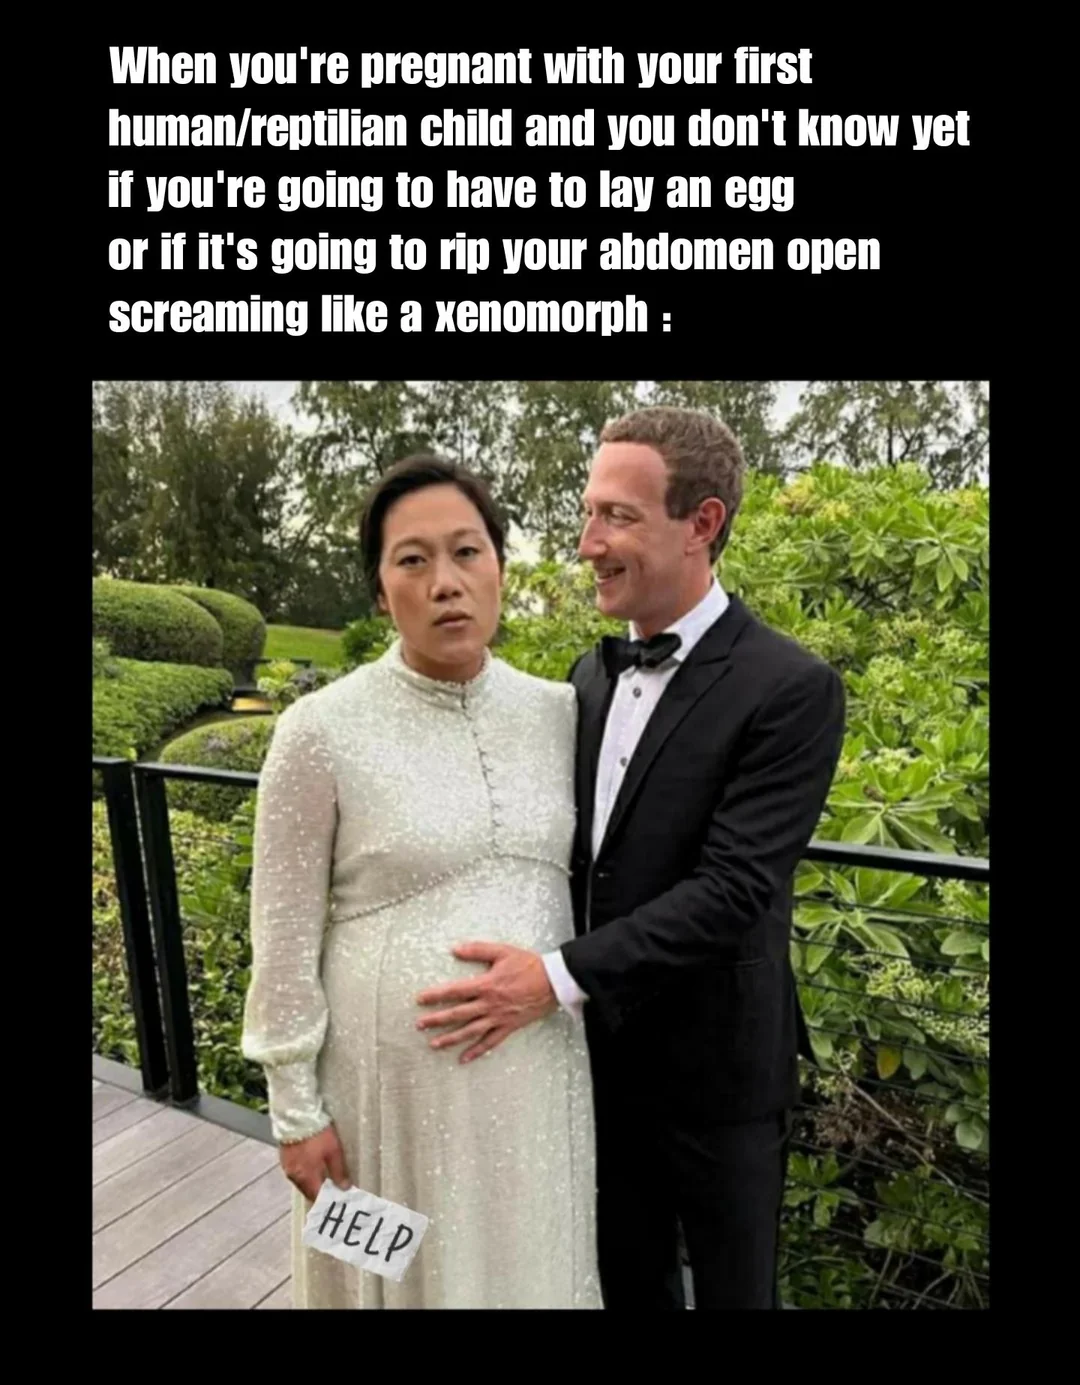 When you're pregnant with your first
human/reptilian child and you don't know yet
if you're going to have to lay an egg
or if it's going to rip your abdomen open
screaming like a xenomorph :
HELP